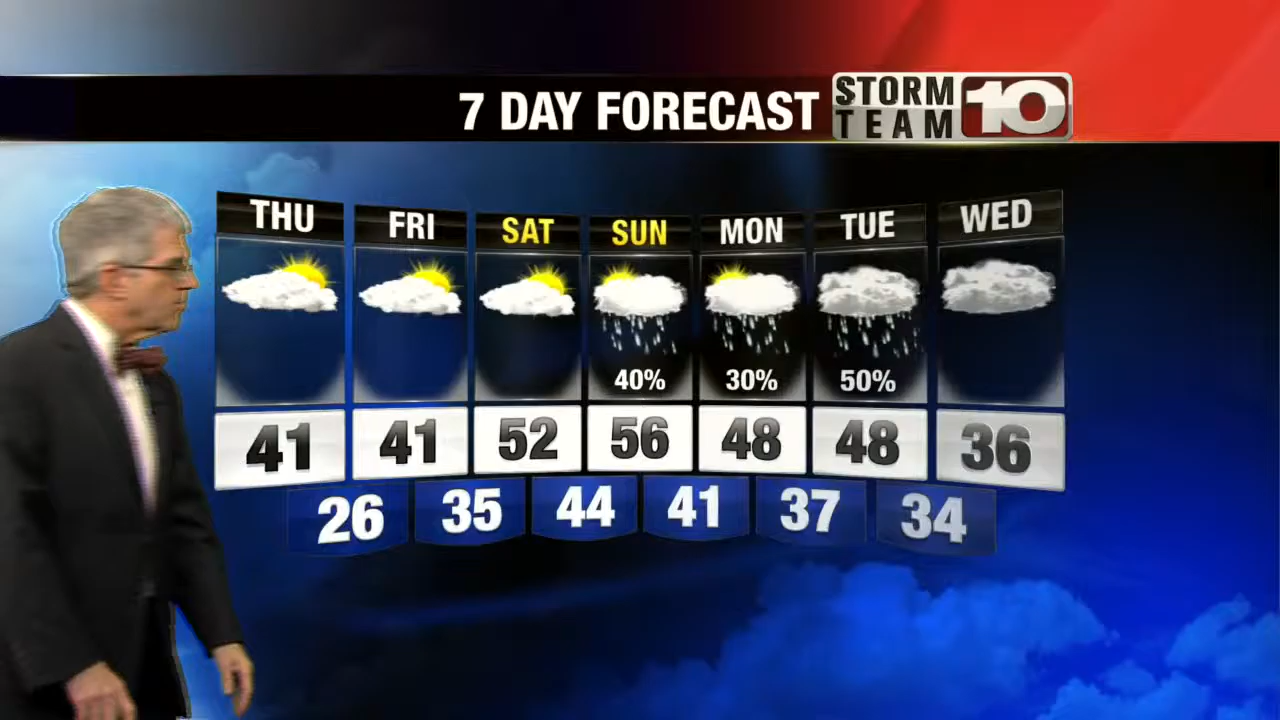 7 DAY FORECAST
STORM
TEAM
10
THU FRI SAT SUN MON TUE WED
40% 30% 50%
41 41 52 56 48 48 36
26 35 44 41 37 34